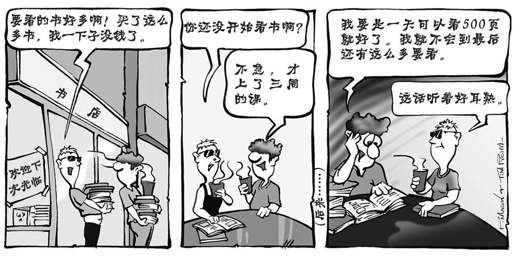 要看的书好多啊！买了这么
多书，我一下子没钱了。
书店
欢迎下
次光临
你还没开始看书啊？
不急，才
上了三周
的课。
(后来……)
我要是一天可以看500页
就好了。我就不会到最后
还有这么多要看。
这话听着好耳熟。